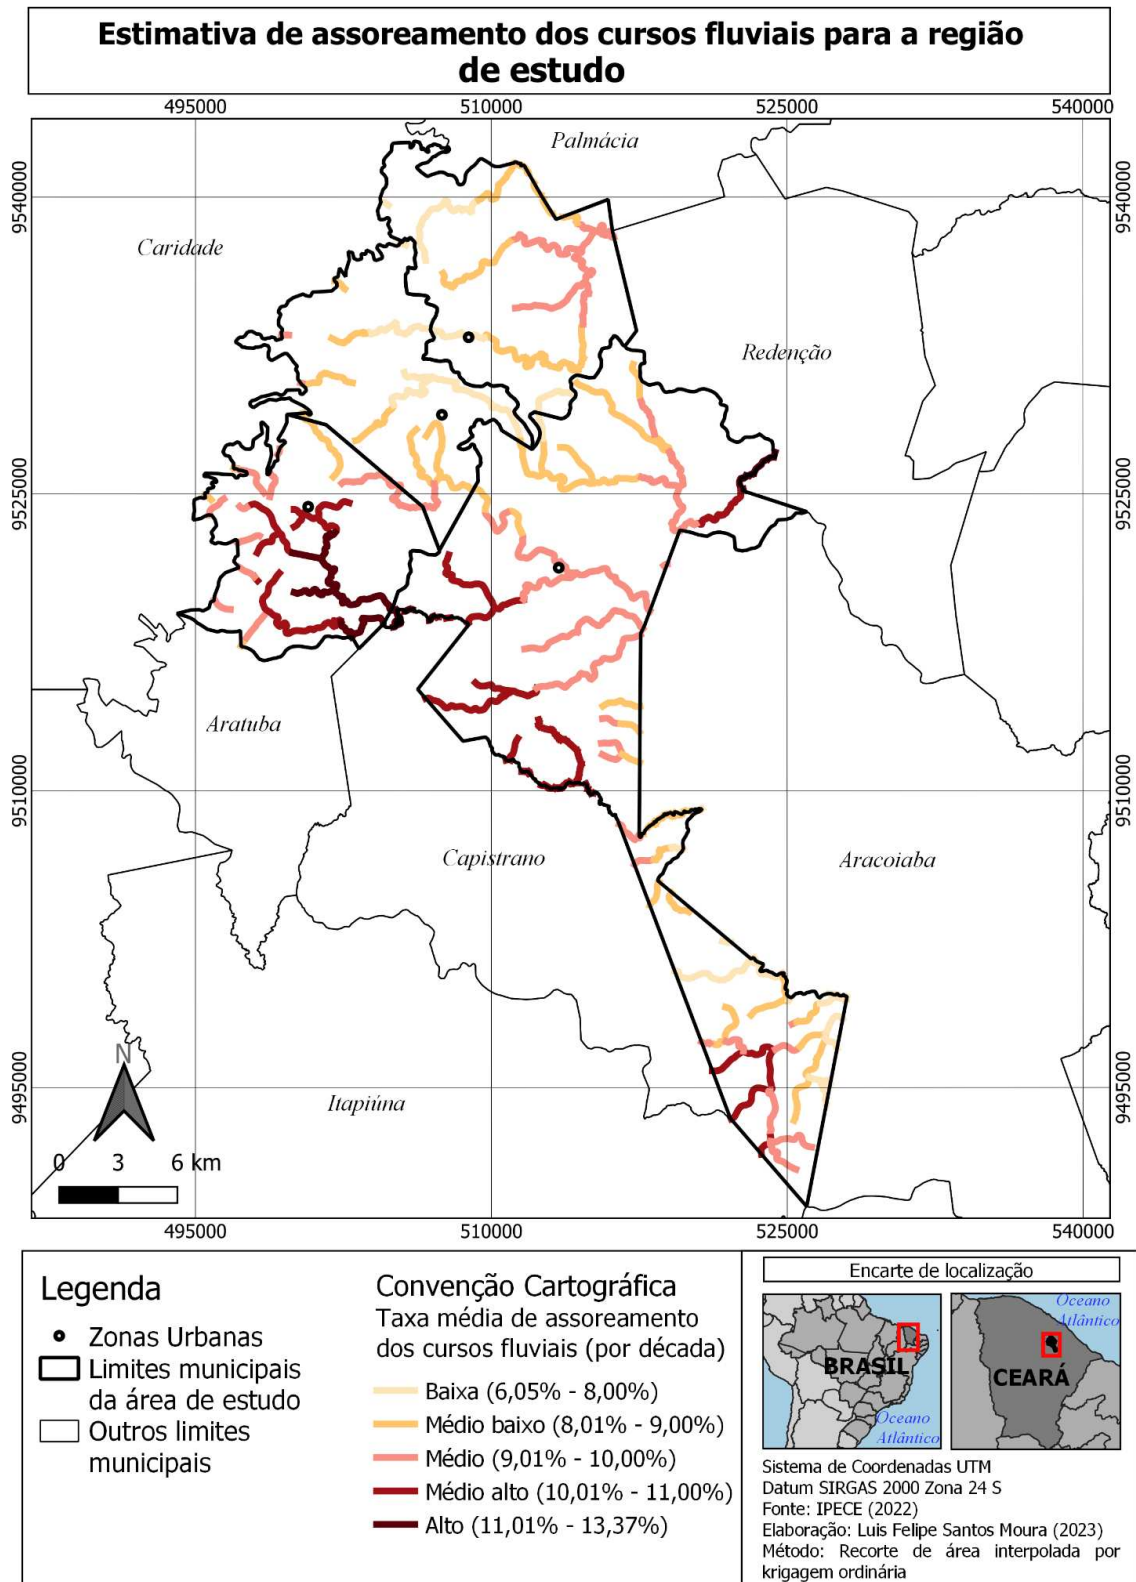 Estimativa de assoreamento dos cursos fluviais para a região
de estudo
495000
510000
525000
540000
Palmácia
9540000
9540000
Caridade
Redenção
9525000
9525000
Aratuba
9510000
9510000
Capistrano
Aracoiaba
N
9495000
9495000
Itapiúna
0 3 6 km
495000
510000
525000
540000
Legenda
Zonas Urbanas
Limites municipais
da área de estudo
Outros limites
municipais
Convenção Cartográfica
Taxa média de assoreamento
dos cursos fluviais (por década)
Baixa (6,05% - 8,00%)
Médio baixo (8,01% - 9,00%)
Médio (9,01% - 10,00%)
Médio alto (10,01% - 11,00%)
Alto (11,01% - 13,37%)
Encarte de localização
BRASIL
Oceano
Atlântico
Oceano
Atlântico
CEARÁ
Sistema de Coordenadas UTM
Datum SIRGAS 2000 Zona 24 S
Fonte: IPECE (2022)
Elaboração: Luis Felipe Santos Moura (2023)
Método: Recorte de área interpolada por
krigagem ordinária